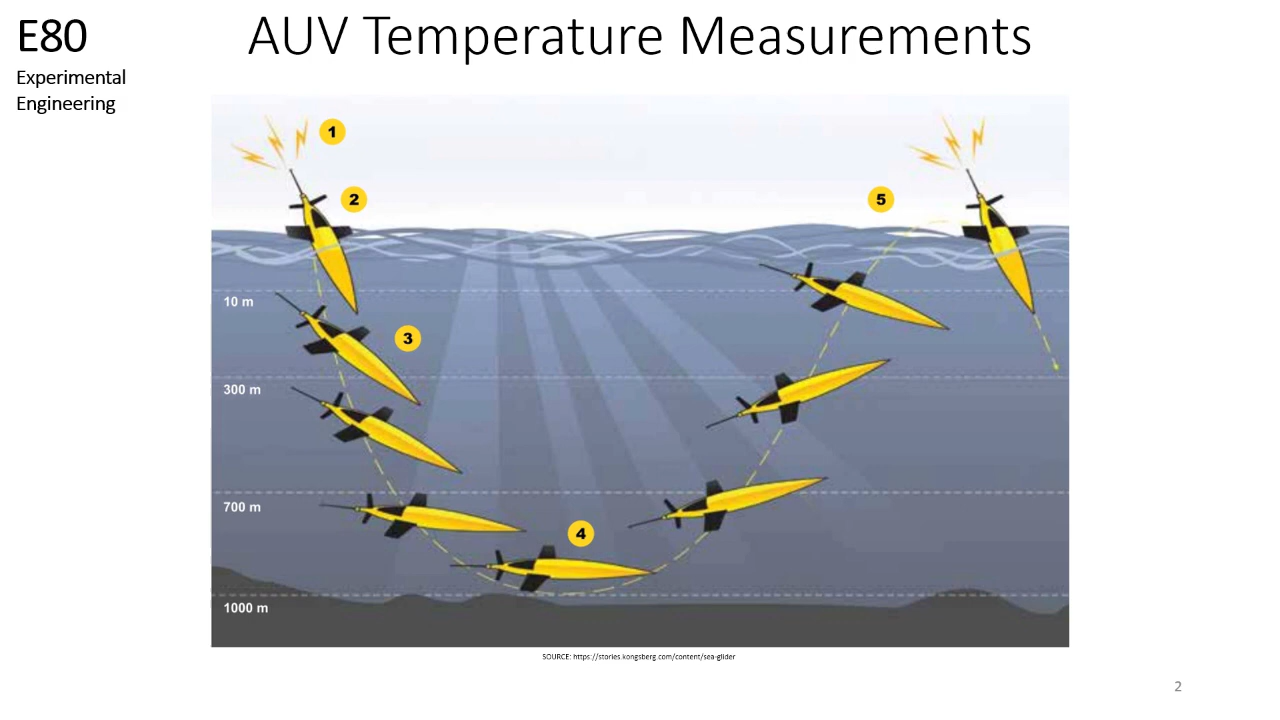 E80
Experimental
Engineering
AUV Temperature Measurements
1
2
3
4
5
10 m
300 m
700 m
1000 m
SOURCE: https://stories.kongsberg.com/content/sea-glider
2